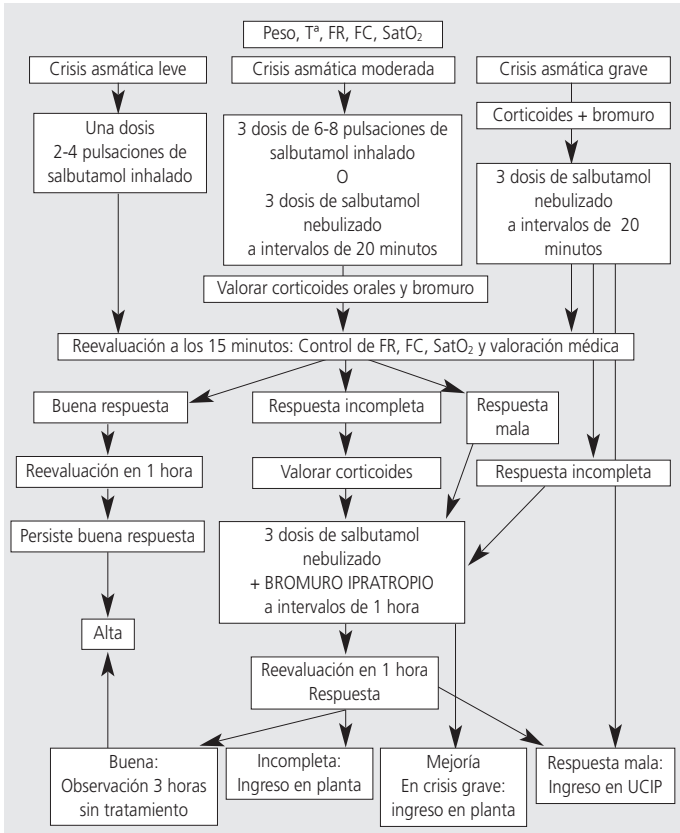 Peso, Tª, FR, FC, SatO₂
Crisis asmática leve
Crisis asmática moderada
Crisis asmática grave
Una dosis
2-4 pulsaciones de
salbutamol inhalado
3 dosis de 6-8 pulsaciones de
salbutamol inhalado
O
3 dosis de salbutamol
nebulizado
a intervalos de 20 minutos
Corticoides + bromuro
3 dosis de salbutamol
nebulizado
a intervalos de 20
minutos
Valorar corticoides orales y bromuro
Reevaluación a los 15 minutos: Control de FR, FC, SatO₂ y valoración médica
Buena respuesta
Respuesta incompleta
Respuesta
mala
Reevaluación en 1 hora
Valorar corticoides
Respuesta incompleta
Persiste buena respuesta
3 dosis de salbutamol
nebulizado
+ BROMURO IPRATROPIO
a intervalos de 1 hora
Alta
Reevaluación en 1 hora
Respuesta
Buena:
Observación 3 horas
sin tratamiento
Incompleta:
Ingreso en planta
Mejoría
En crisis grave:
ingreso en planta
Respuesta mala:
Ingreso en UCIP